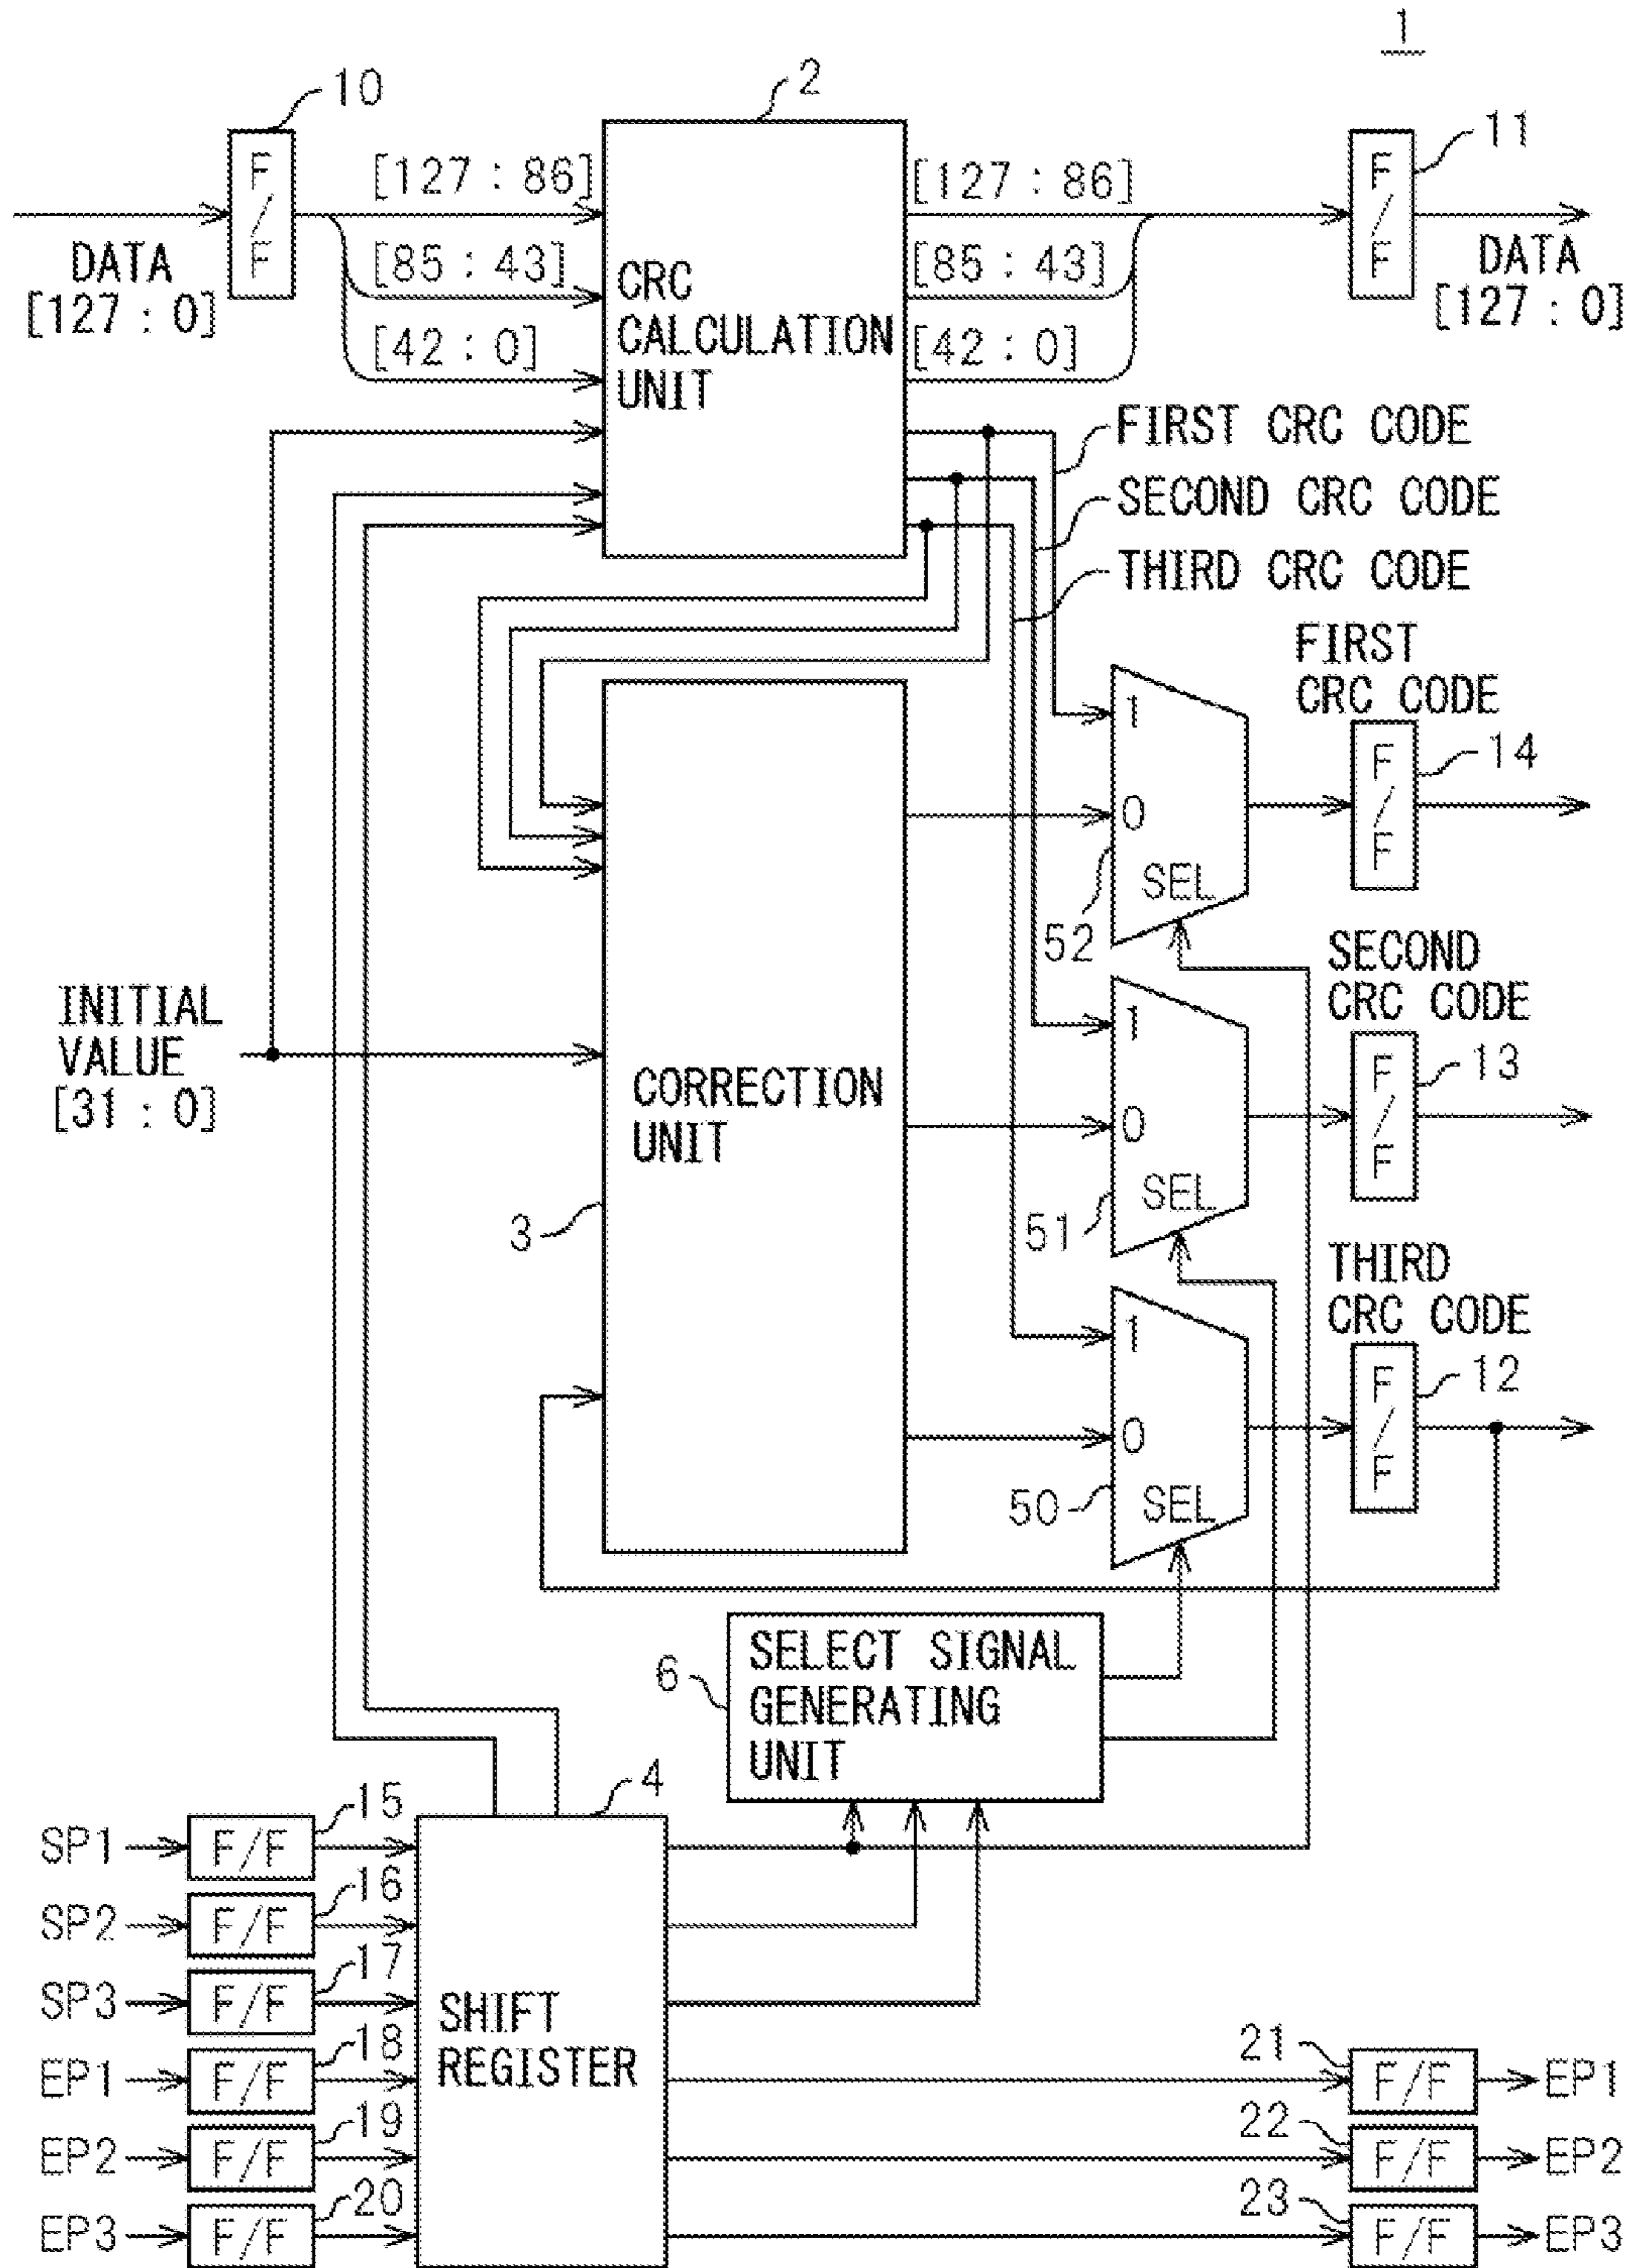 1
10
2
11
F/F
[127 : 86]
[85 : 43]
[42 : 0]
CRC
CALCULATION
UNIT
[127 : 86]
[85 : 43]
[42 : 0]
F/F
DATA
[127 : 0]
DATA
[127 : 0]
FIRST CRC CODE
SECOND CRC CODE
THIRD CRC CODE
FIRST
CRC CODE
1
0
SEL
52
F/F
14
INITIAL
VALUE
[31 : 0]
CORRECTION
UNIT
3
SECOND
CRC CODE
1
0
SEL
51
F/F
13
THIRD
CRC CODE
1
0
SEL
50
F/F
12
6
SELECT SIGNAL
GENERATING
UNIT
4
SHIFT
REGISTER
SP1
F/F
15
SP2
F/F
16
SP3
F/F
17
EP1
F/F
18
21
F/F
EP1
EP2
F/F
19
22
F/F
EP2
EP3
F/F
20
23
F/F
EP3